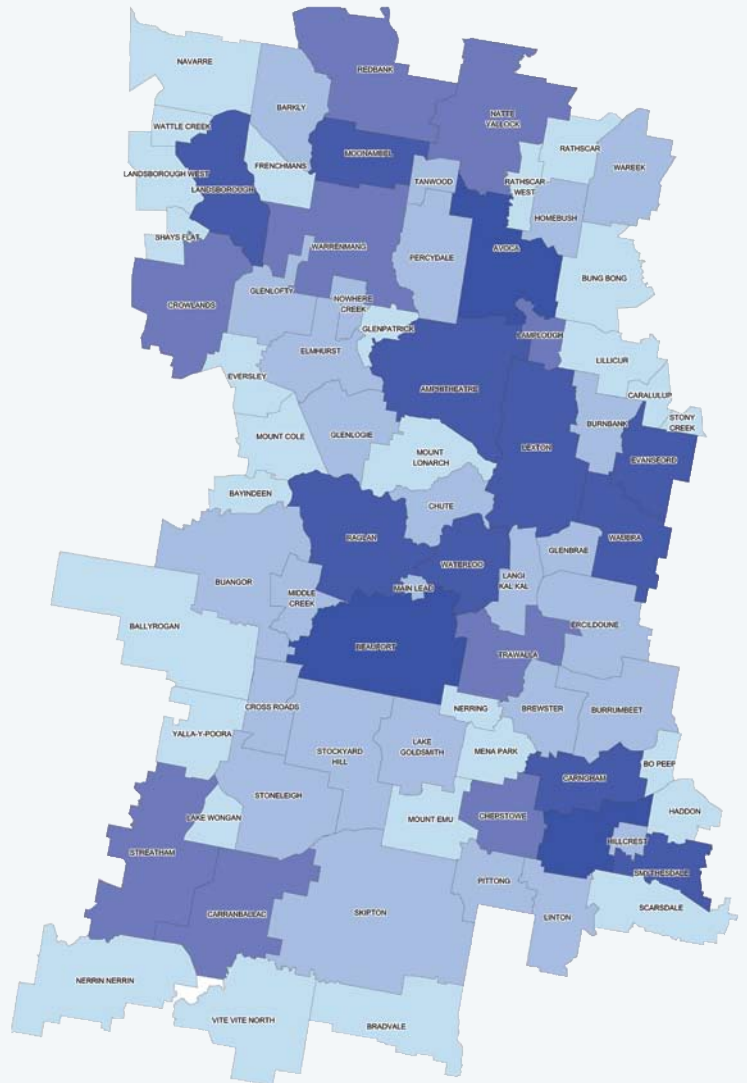 NAVARRE
REDBANK
BARKLY
NATTE
YALLOCK
WATTLE CREEK
MOONAMBEL
RATHSCAR
WAREEK
FRENCHMANS
LANDSBOROUGH WEST
LANDSBOROUGH
TANWOOD
RATHSCAR
WEST
HOMEBUSH
SHAYS FLAT
WARRENMANG
AVOCA
PERCYDALE
BUNG BONG
GLENLOFTY
CROWLANDS
NOWHERE
CREEK
GLENPATRICK
LAMPLOUGH
ELMHURST
LILLICUR
EVERSLEY
AMPHITHEATRE
CARALULUP
STONY
CREEK
BURNBANK
MOUNT COLE
GLENLOGIE
LEXTON
MOUNT
LONARCH
EVANSFORD
BAYINDEEN
CHUTE
RAGLAN
WAUBRA
GLENBRAE
WATERLOO
BUANGOR
LANGI
KAL KAL
MAIN LEAD
MIDDLE
CREEK
ERCILDOUNE
BALLYROGAN
BEAUFORT
TRAWALLA
CROSS ROADS
NERRING
BREWSTER
BURRUMBEET
YALLA-Y-POORA
STOCKYARD
HILL
LAKE
GOLDSMITH
MENA PARK
BO PEEP
CARNGHAM
STONELEIGH
LAKE WONGAN
MOUNT EMU
CHEPSTOWE
HADDON
HILLCREST
STREATHAM
SMYTHESDALE
PITTONG
CARRANBALLAC
SKIPTON
LINTON
SCARSDALE
NERRIN NERRIN
VITE VITE NORTH
BRADVALE